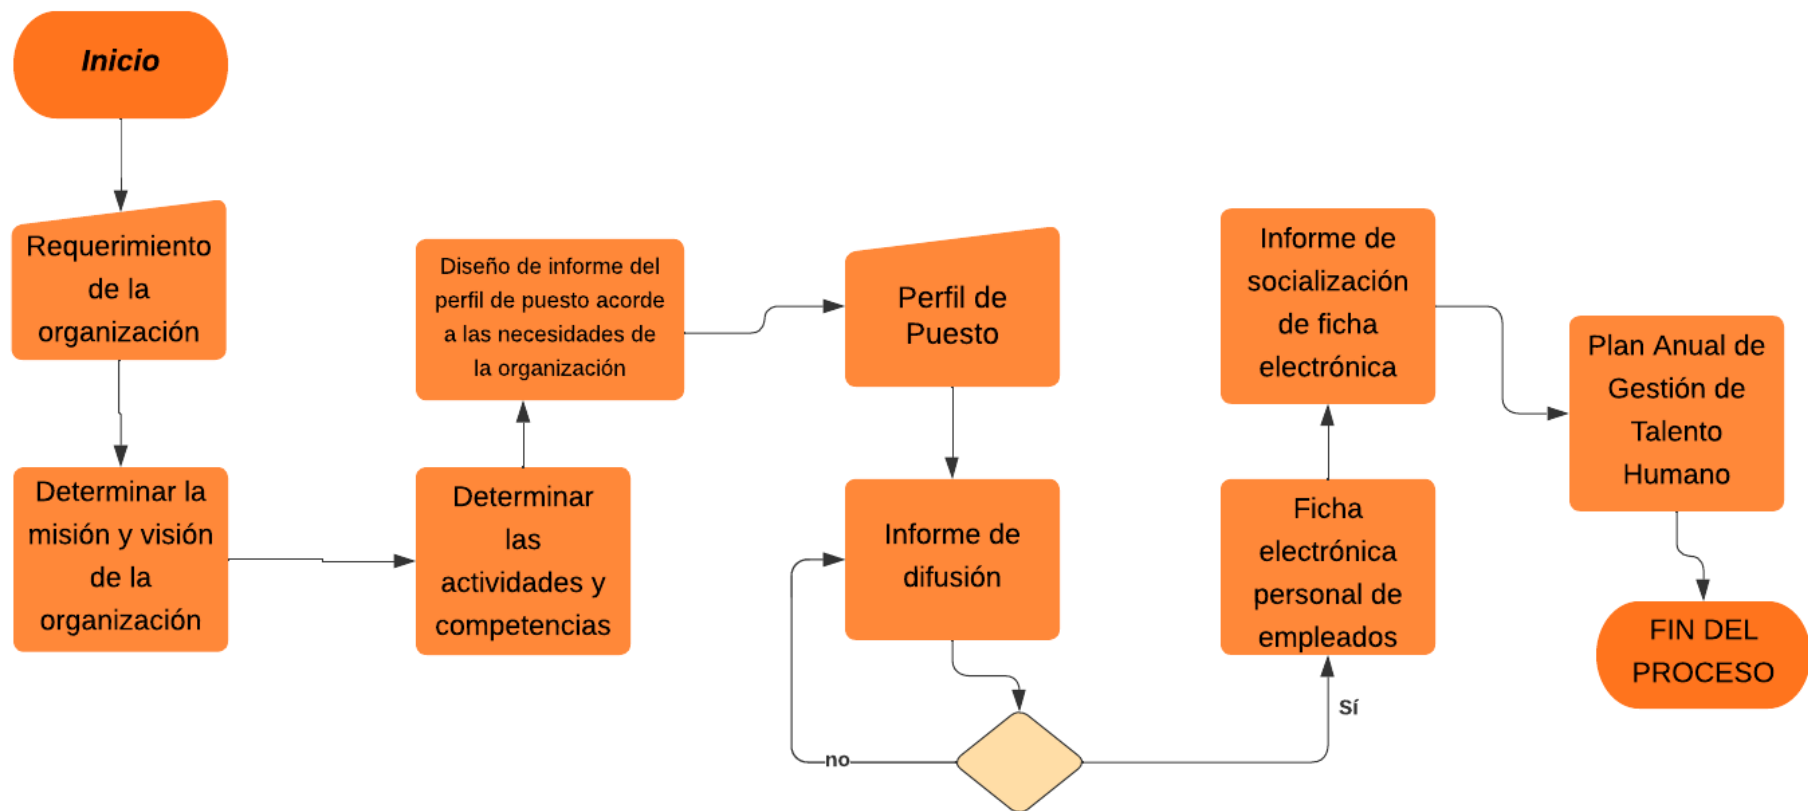 Inicio
Requerimiento
de la
organización
Determinar la
misión y visión
de la
organización
Determinar
las
actividades y
competencias
Diseño de informe del
perfil de puesto acorde
a las necesidades de
la organización
Perfil de
Puesto
Informe de
difusión
no
Sí
Ficha
electrónica
personal de
empleados
Informe de
socialización
de ficha
electrónica
Plan Anual de
Gestión de
Talento
Humano
FIN DEL
PROCESO